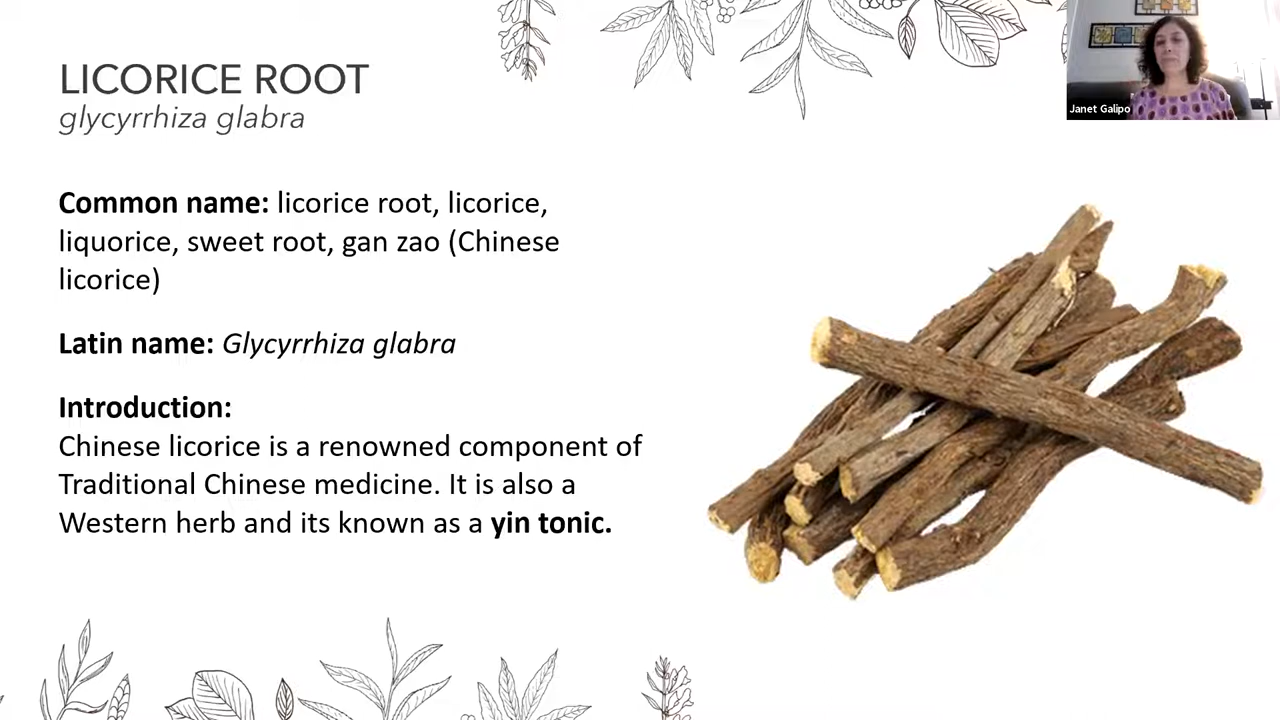 LICORICE ROOT
glycyrrhiza glabra
Janet Galipo
Common name: licorice root, licorice,
liquorice, sweet root, gan zao (Chinese
licorice)
Latin name: Glycyrrhiza glabra
Introduction:
Chinese licorice is a renowned component of
Traditional Chinese medicine. It is also a
Western herb and its known as a yin tonic.